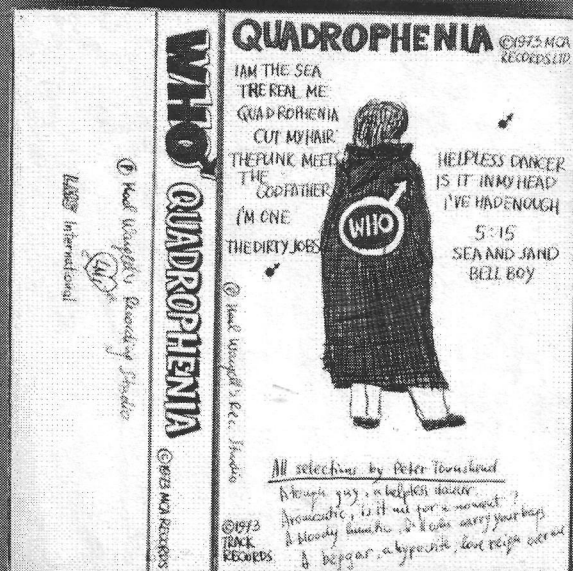 QUADROPHENIA
©1973 MCA
RECORDS LTD.
I AM THE SEA
THE REAL ME
QUADROPHENIA
CUT MY HAIR
THE PUNK MEETS
THE
GODFATHER
I'M ONE
THE DIRTY JOBS
WHO
HELPLESS DANCER
IS IT IN MY HEAD
I'VE HAD ENOUGH
5:15
SEA AND SAND
BELL BOY
All selections by Peter Townshend
A tough guy, a helpless dancer.
A romantic, is it me for a moment?
A bloody lunatic, I'll even carry your bags
A beggar, a hypocrite, love reign over me
©1973
TRACK
RECORDS
℗ Rec. Studio
WHO QUADROPHENIA ©1973 MCA RECORDS
℗ Recording Studio
International